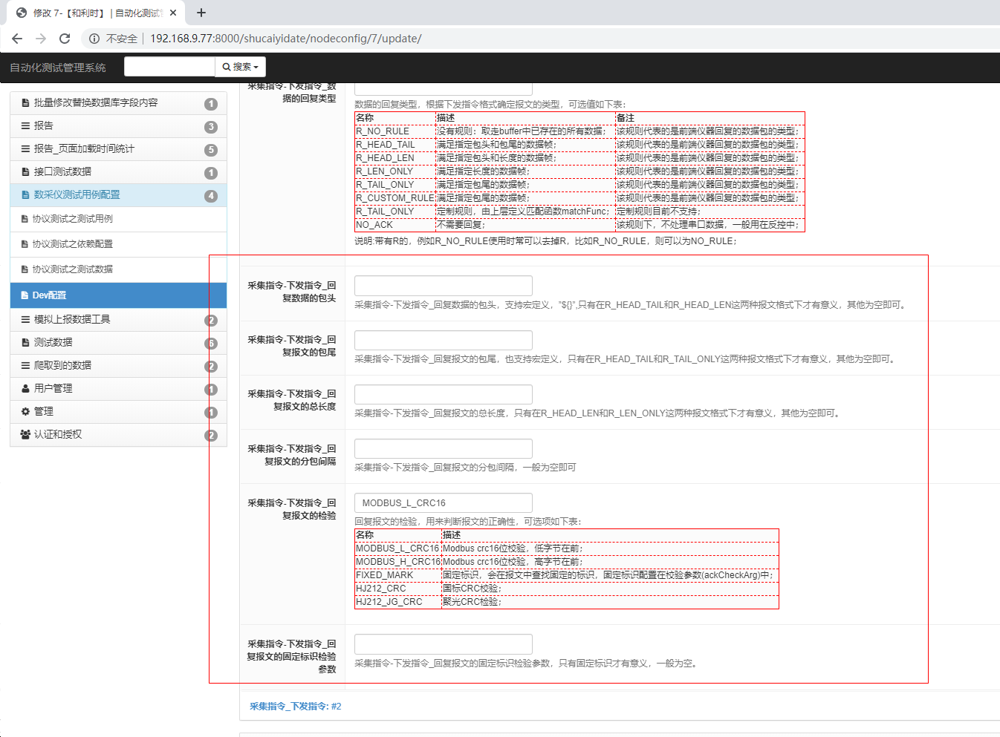 修改 7-【和利时】 | 自动化测试
不安全 192.168.9.77:8000/shucaiyidate/nodeconfig/7/update/
自动化测试管理系统 搜索
批量修改替换数据库字段内容 1
报告 3
报告_页面加载时间统计 5
接口测试数据 1
数采仪测试用例配置 4
协议测试之测试用例
协议测试之依赖配置
协议测试之测试数据
Dev配置
模拟上报数据工具 2
测试数据 6
爬取到的数据 2
用户管理 1
管理 1
认证和授权 2
采集指令-下发指令_数
据的回复类型
数据的回复类型，根据下发指令格式确定报文的类型，可选值如下表：
名称 描述 备注
R_NO_RULE 没有规则：取走buffer中已存在的所有数据； 该规则代表的是前端仪器回复的数据包的类型；
R_HEAD_TAIL 满足指定包头和包尾的数据帧； 该规则代表的是前端仪器回复的数据包的类型；
R_HEAD_LEN 满足指定包头和长度的数据帧； 该规则代表的是前端仪器回复的数据包的类型；
R_LEN_ONLY 满足指定长度的数据帧； 该规则代表的是前端仪器回复的数据包的类型；
R_TAIL_ONLY 满足指定包尾的数据帧； 该规则代表的是前端仪器回复的数据包的类型；
R_CUSTOM_RULE 满足指定包尾的数据帧； 该规则代表的是前端仪器回复的数据包的类型；
R_TAIL_ONLY 定制规则，由上层定义匹配函数matchFunc； 定制规则目前不支持；
NO_ACK 不需要回复； 该规则下，不处理串口数据，一般用在反控中；
说明:带有R的，例如R_NO_RULE使用时常可以去掉R，比如R_NO_RULE，则可以为NO_RULE；
采集指令-下发指令_回
复数据的包头
采集指令-下发指令_回复数据的包头，支持宏定义，"${}",只有在R_HEAD_TAIL和R_HEAD_LEN这两种报文格式下才有意义，其他为空即可。
采集指令-下发指令_回
复报文的包尾
采集指令-下发指令_回复报文的包尾，也支持宏定义，只有在R_HEAD_TAIL和R_TAIL_ONLY这两种报文格式下才有意义，其他为空即可。
采集指令-下发指令_回
复报文的总长度
采集指令-下发指令_回复报文的总长度，只有在R_HEAD_LEN和R_LEN_ONLY这两种报文格式下才有意义，其他为空即可。
采集指令-下发指令_回
复报文的分包间隔
采集指令-下发指令_回复报文的分包间隔，一般为空即可
采集指令-下发指令_回
复报文的检验
MODBUS_L_CRC16
回复报文的检验，用来判断报文的正确性，可选项如下表：
名称 描述
MODBUS_L_CRC16 Modbus crc16位校验，低字节在前；
MODBUS_H_CRC16 Modbus crc16位校验，高字节在前；
FIXED_MARK 固定标识，会在报文中查找固定的标识，固定标识配置在校验参数(ackCheckArg)中；
HJ212_CRC 国标CRC校验；
HJ212_JG_CRC 聚光CRC检验；
采集指令-下发指令_回
复报文的固定标识检验
参数
采集指令-下发指令_回复报文的固定标识检验参数，只有固定标识才有意义，一般为空。
采集指令_下发指令: #2